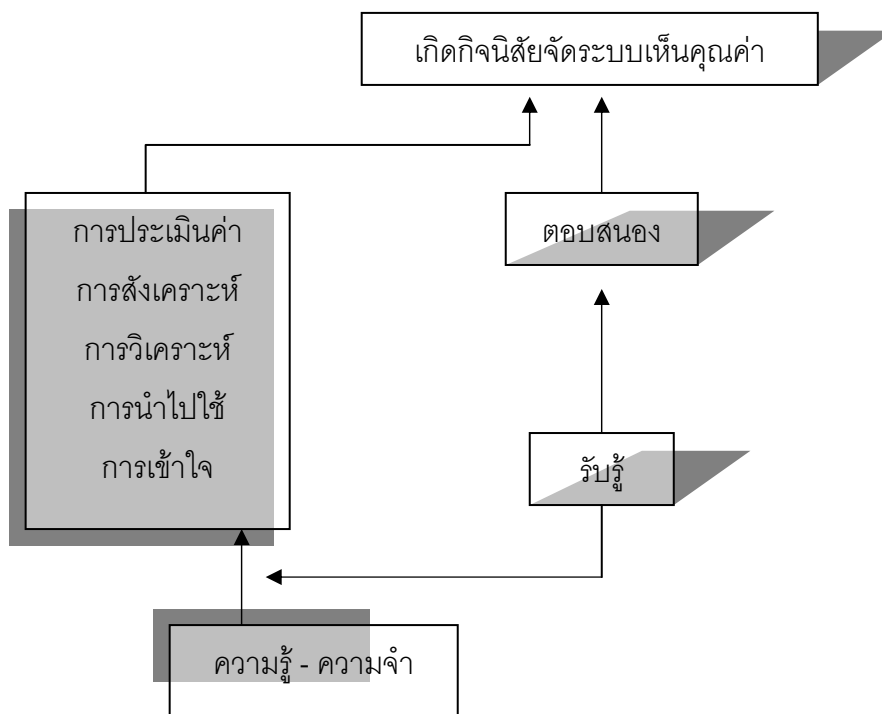 เกิดกิจนิสัยจัดระบบเห็นคุณค่า
การประเมินค่า
การสังเคราะห์
การวิเคราะห์
การนำไปใช้
การเข้าใจ
ตอบสนอง
รับรู้
ความรู้ - ความจำ